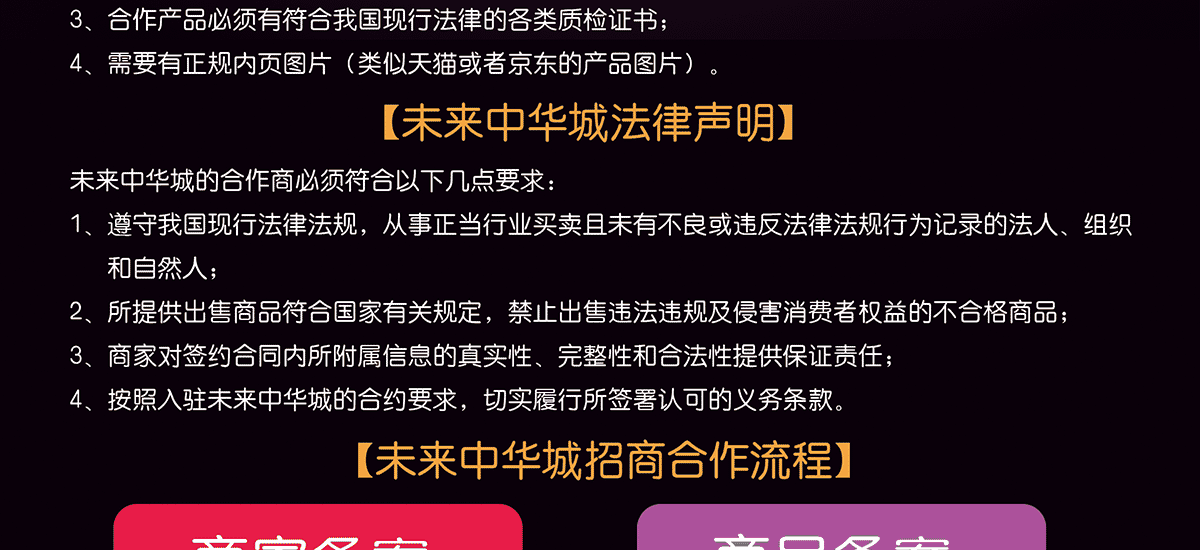 3、合作产品必须有符合我国现行法律的各类质检证书；
4、需要有正规内页图片（类似天猫或者京东的产品图片）。
【未来中华城法律声明】
未来中华城的合作商必须符合以下几点要求：
1、遵守我国现行法律法规，从事正当行业买卖且未有不良或违反法律法规行为记录的法人、组织
和自然人；
2、所提供出售商品符合国家有关规定，禁止出售违法违规及侵害消费者权益的不合格商品；
3、商家对签约合同内所附属信息的真实性、完整性和合法性提供保证责任；
4、按照入驻未来中华城的合约要求，切实履行所签署认可的义务条款。
【未来中华城招商合作流程】
商家备案 商品备案